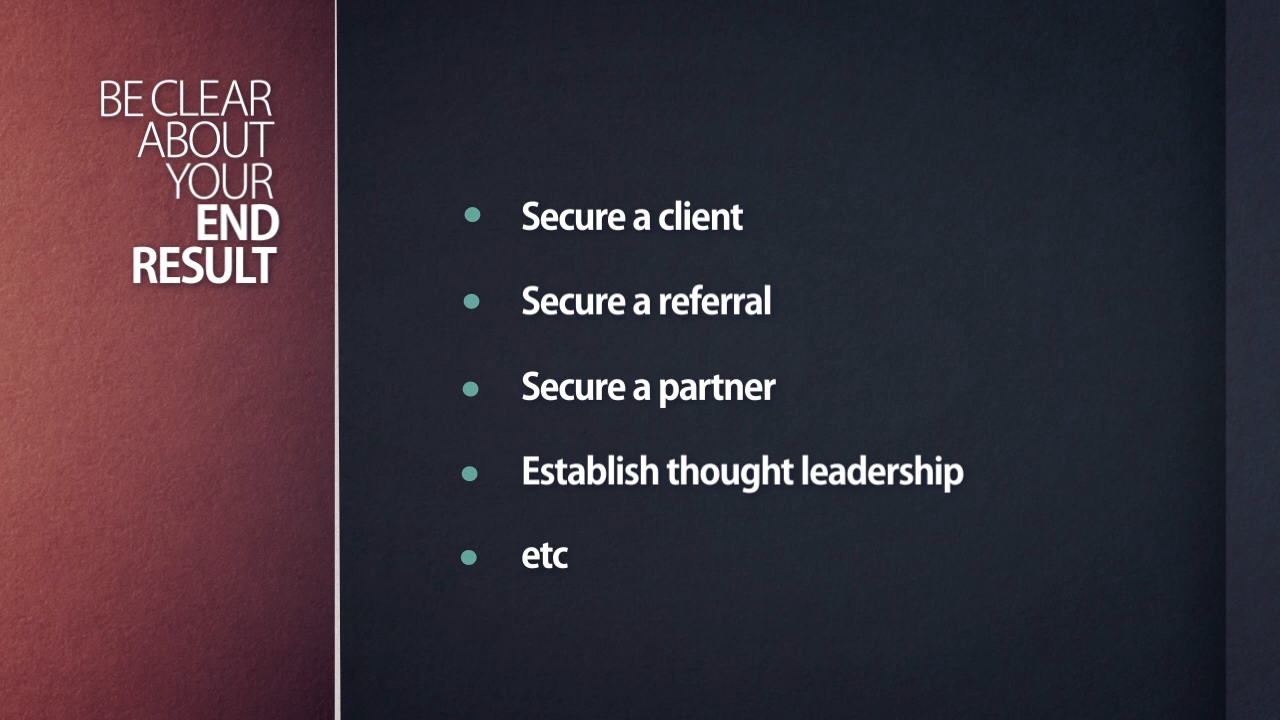 BE CLEAR
ABOUT
YOUR
END
RESULT
Secure a client
Secure a referral
Secure a partner
Establish thought leadership
etc